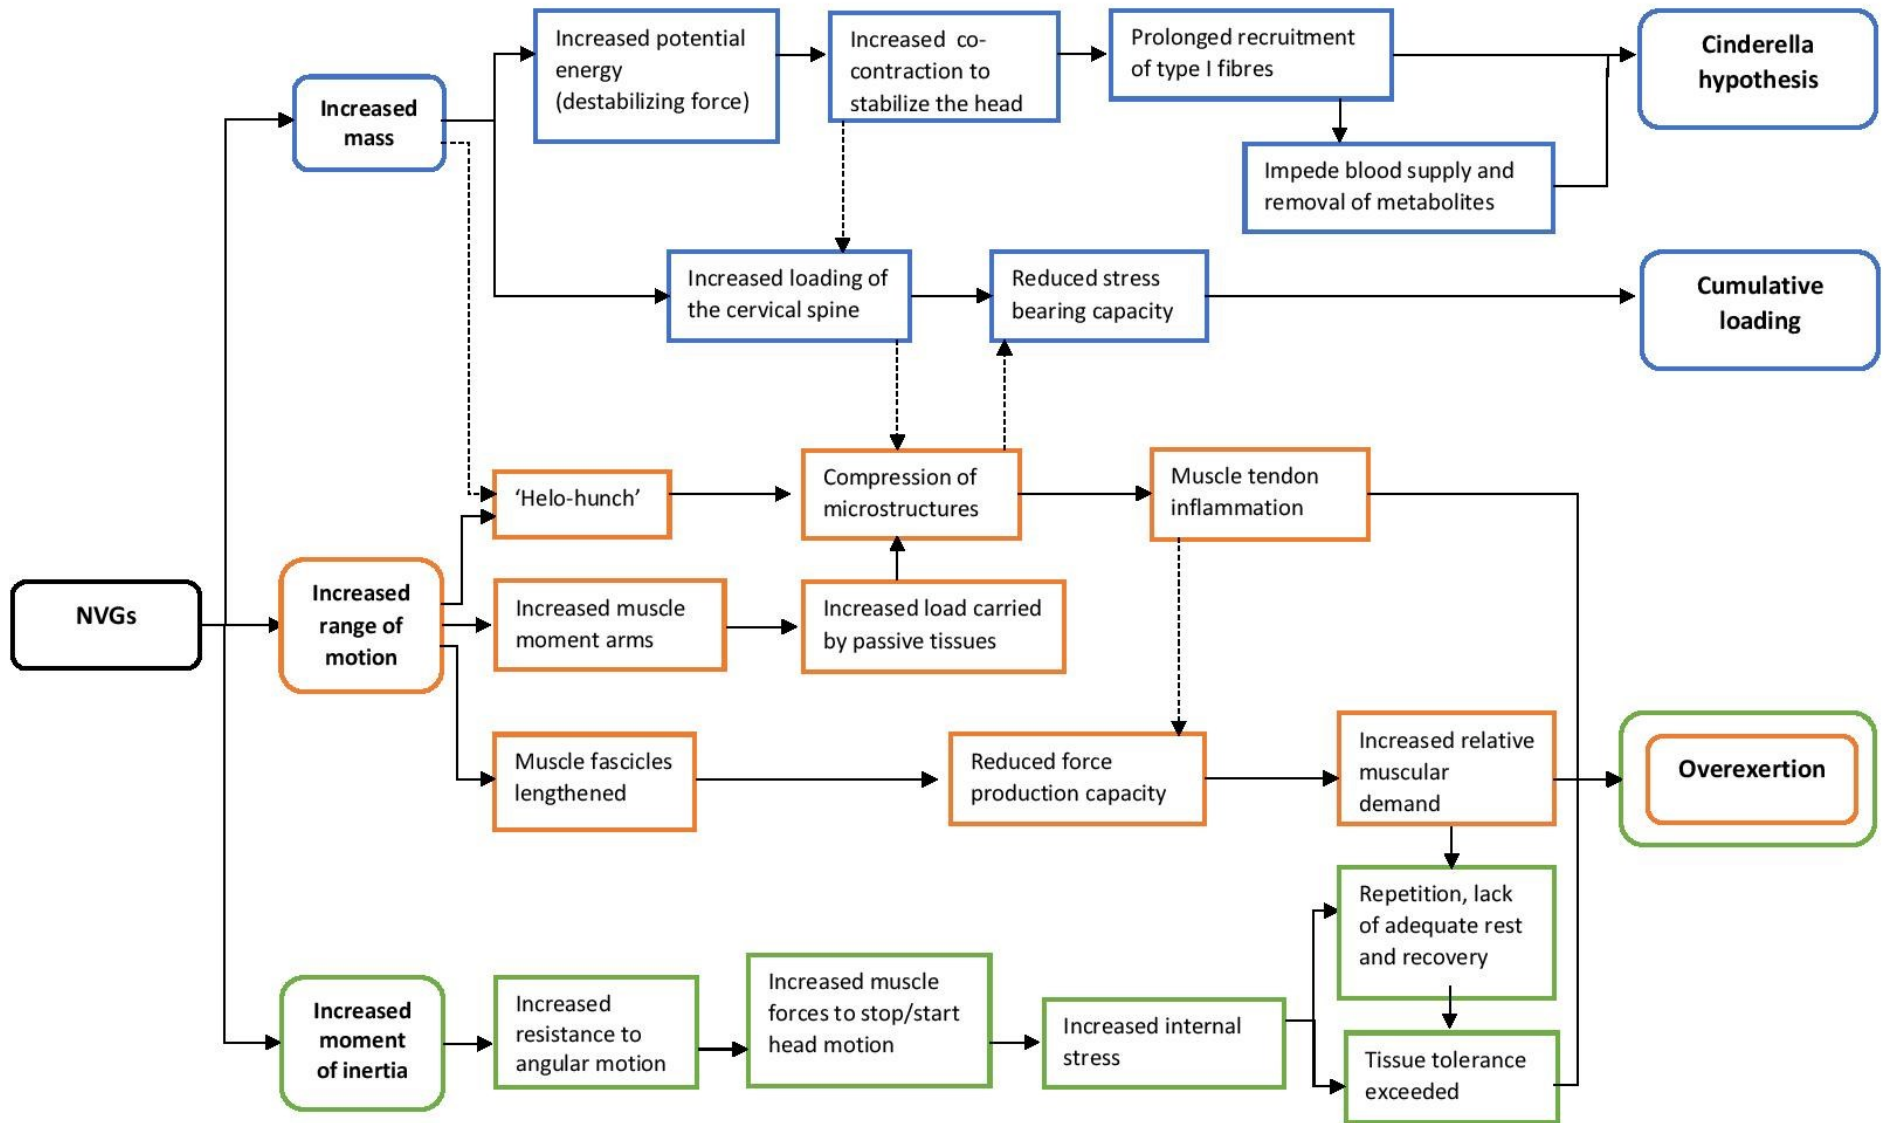 Increased potential
energy
(destabilizing force)
Increased co-
contraction to
stabilize the head
Prolonged recruitment
of type I fibres
Cinderella
hypothesis
Increased
mass
Impede blood supply and
removal of metabolites
Increased loading of
the cervical spine
Reduced stress
bearing capacity
Cumulative
loading
‘Helo-hunch’
Compression of
microstructures
Muscle tendon
inflammation
NVGs
Increased
range of
motion
Increased muscle
moment arms
Increased load carried
by passive tissues
Muscle fascicles
lengthened
Reduced force
production capacity
Increased relative
muscular
demand
Overexertion
Repetition, lack
of adequate rest
and recovery
Increased
moment
of inertia
Increased
resistance to
angular motion
Increased muscle
forces to stop/start
head motion
Increased internal
stress
Tissue tolerance
exceeded